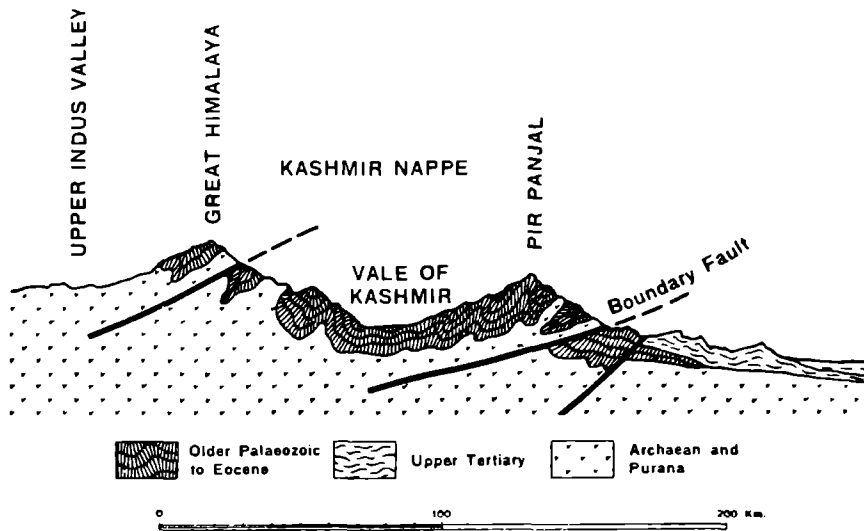 UPPER INDUS VALLEY
GREAT HIMALAYA
KASHMIR NAPPE
PIR PANJAL
VALE OF
KASHMIR
Boundary Fault
Older Palaeozoic
to Eocene
Upper Tertiary
Archaean and
Purana
0
100
200 Km.